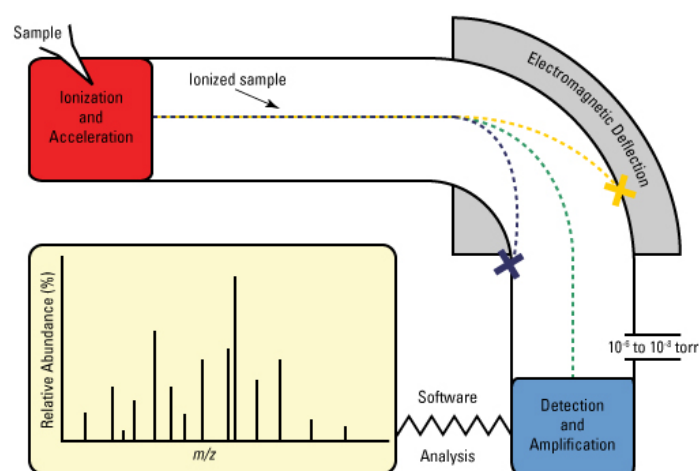 Sample
Ionization
and
Acceleration
Ionized sample
Electromagnetic Deflection
Relative Abundance (%)
m/z
10⁻⁶ to 10⁻⁸ torr
Software
Analysis
Detection
and
Amplification